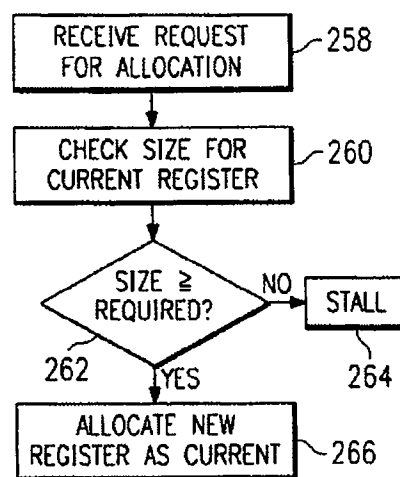 RECEIVE REQUEST
FOR ALLOCATION
258
CHECK SIZE FOR
CURRENT REGISTER
260
SIZE ≧
REQUIRED?
NO
STALL
262
YES
264
ALLOCATE NEW
REGISTER AS CURRENT
266